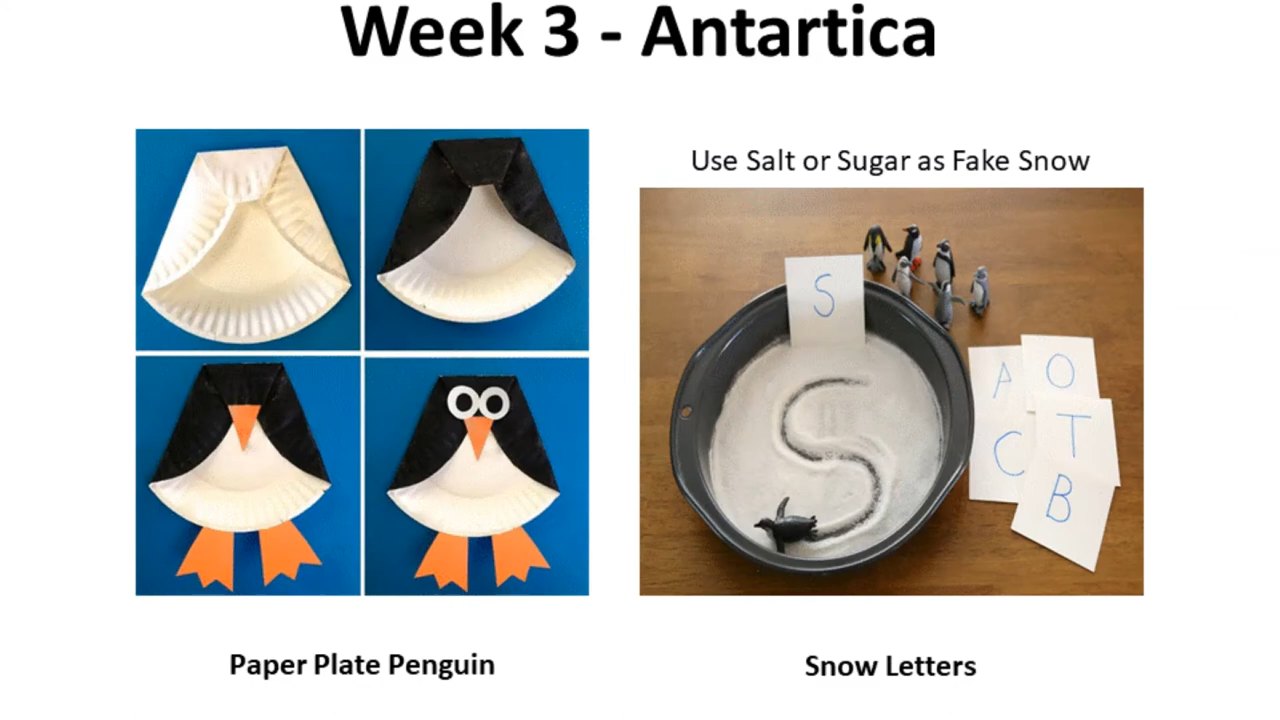 Week 3 - Antartica
Use Salt or Sugar as Fake Snow
S
A
O
C
T
B
Paper Plate Penguin
Snow Letters